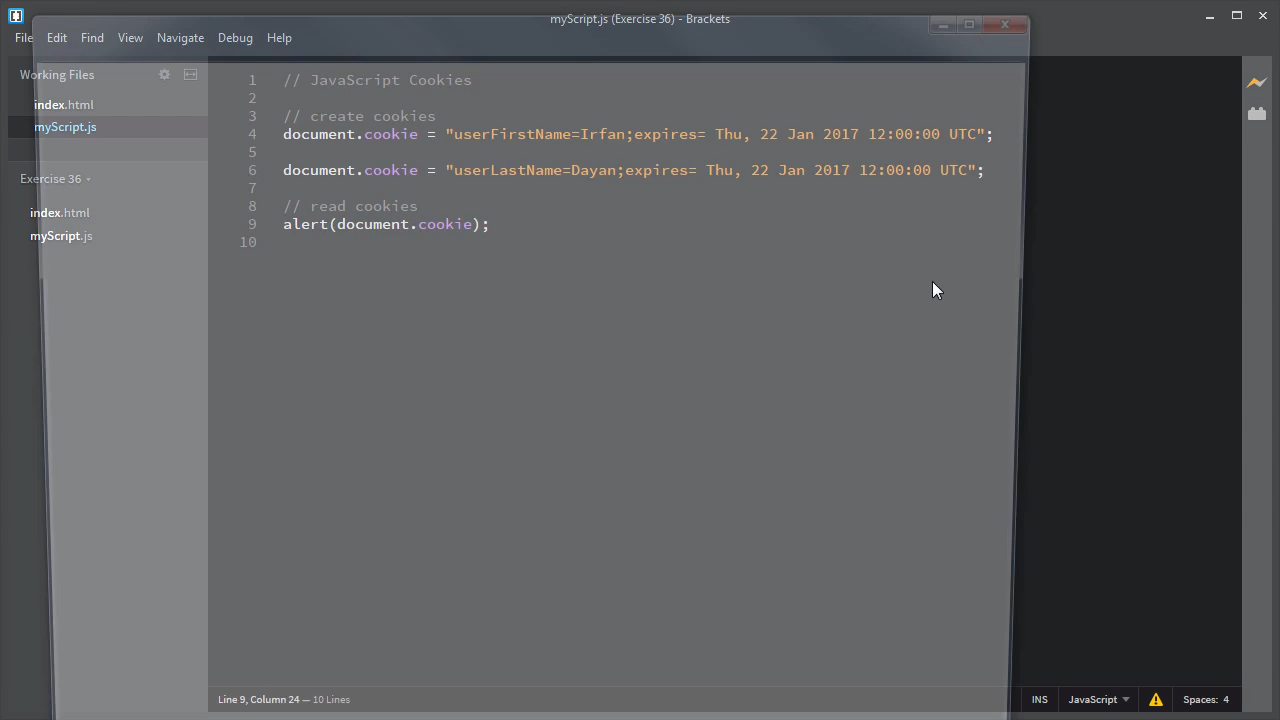 myScript.js (Exercise 36) - Brackets
File Edit Find View Navigate Debug Help
Working Files
index.html
myScript.js
Exercise 36
index.html
myScript.js
1 // JavaScript Cookies
2
3 // create cookies
4 document.cookie = "userFirstName=Irfan;expires= Thu, 22 Jan 2017 12:00:00 UTC";
5
6 document.cookie = "userLastName=Dayan;expires= Thu, 22 Jan 2017 12:00:00 UTC";
7
8 // read cookies
9 alert(document.cookie);
10
Line 9, Column 24 — 10 Lines
INS JavaScript Spaces: 4